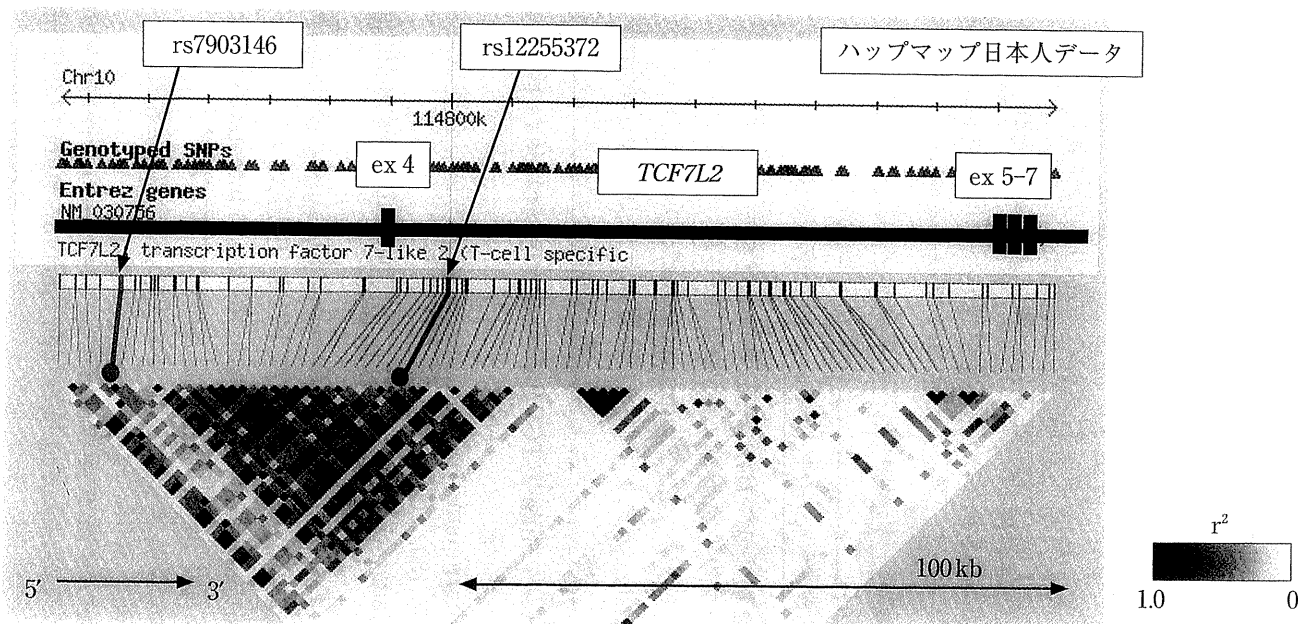 rs7903146
rs12255372
ハップマップ日本人データ
Chr10
114800k
Genotyped SNPs
ex 4
TCF7L2
ex 5-7
Entrez genes
NM_030756
TCF7L2: transcription factor 7-like 2 (T-cell specific
5′
3′
100 kb
r²
1.0
0